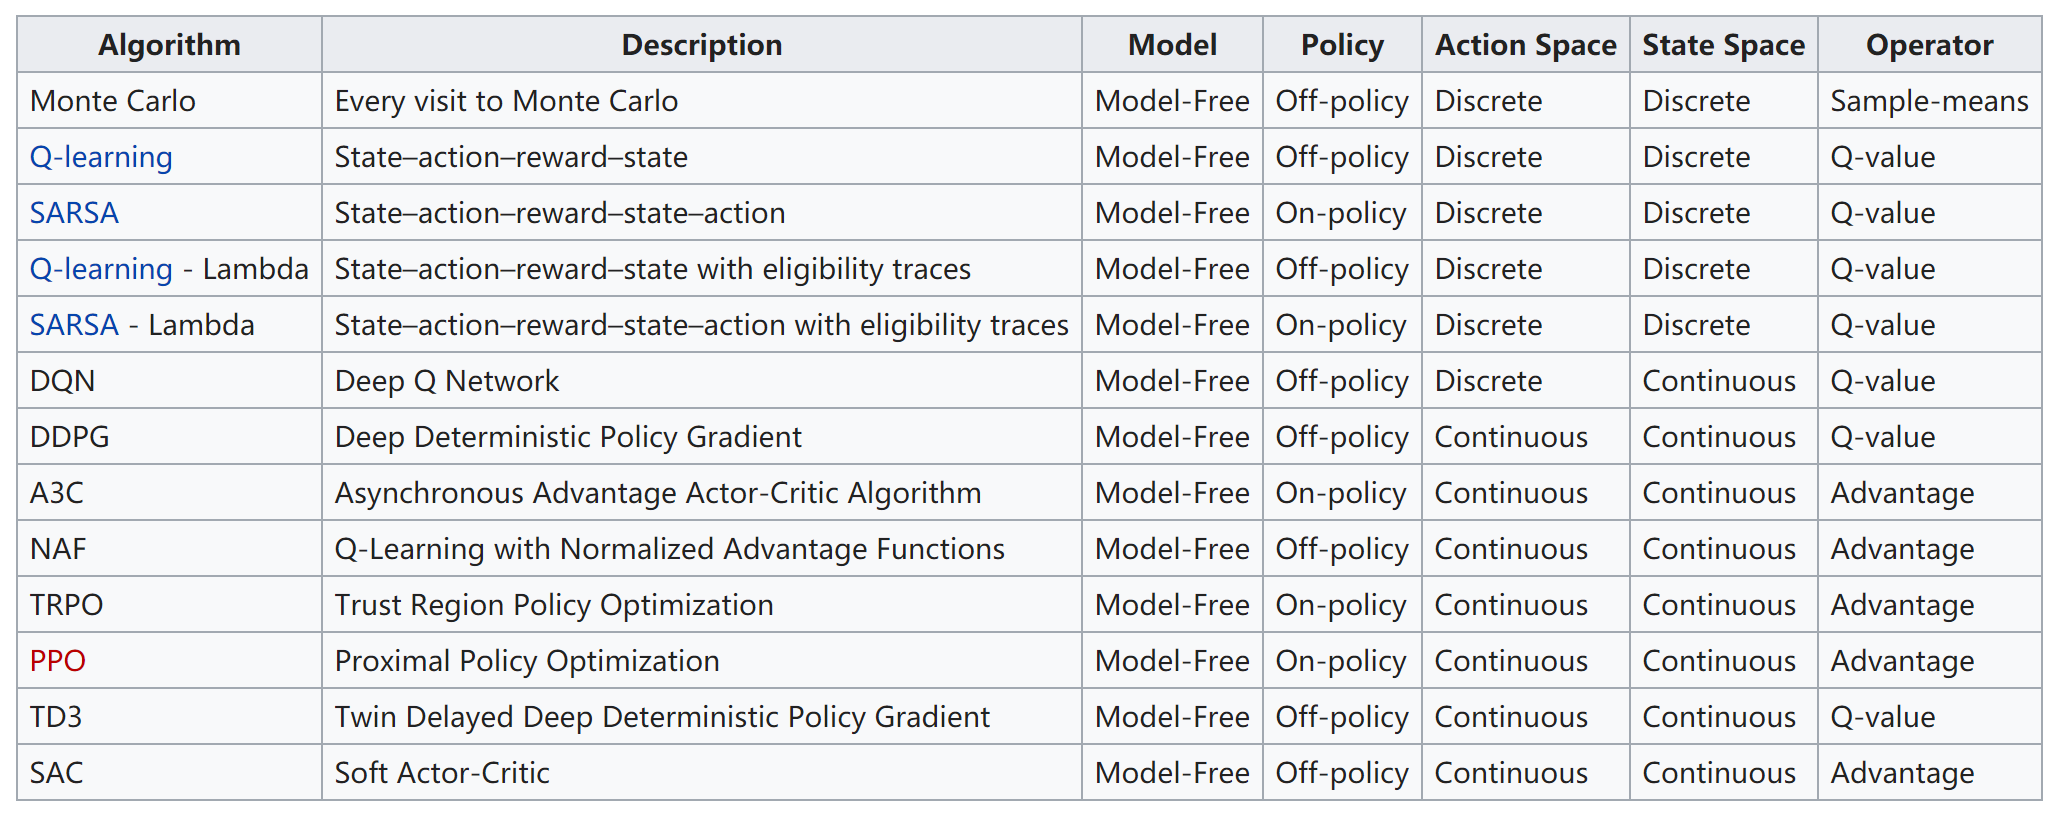 Algorithm Description Model Policy Action Space State Space Operator
Monte Carlo Every visit to Monte Carlo Model-Free Off-policy Discrete Discrete Sample-means
Q-learning State–action–reward–state Model-Free Off-policy Discrete Discrete Q-value
SARSA State–action–reward–state–action Model-Free On-policy Discrete Discrete Q-value
Q-learning - Lambda State–action–reward–state with eligibility traces Model-Free Off-policy Discrete Discrete Q-value
SARSA - Lambda State–action–reward–state–action with eligibility traces Model-Free On-policy Discrete Discrete Q-value
DQN Deep Q Network Model-Free Off-policy Discrete Continuous Q-value
DDPG Deep Deterministic Policy Gradient Model-Free Off-policy Continuous Continuous Q-value
A3C Asynchronous Advantage Actor-Critic Algorithm Model-Free On-policy Continuous Continuous Advantage
NAF Q-Learning with Normalized Advantage Functions Model-Free Off-policy Continuous Continuous Advantage
TRPO Trust Region Policy Optimization Model-Free On-policy Continuous Continuous Advantage
PPO Proximal Policy Optimization Model-Free On-policy Continuous Continuous Advantage
TD3 Twin Delayed Deep Deterministic Policy Gradient Model-Free Off-policy Continuous Continuous Q-value
SAC Soft Actor-Critic Model-Free Off-policy Continuous Continuous Advantage